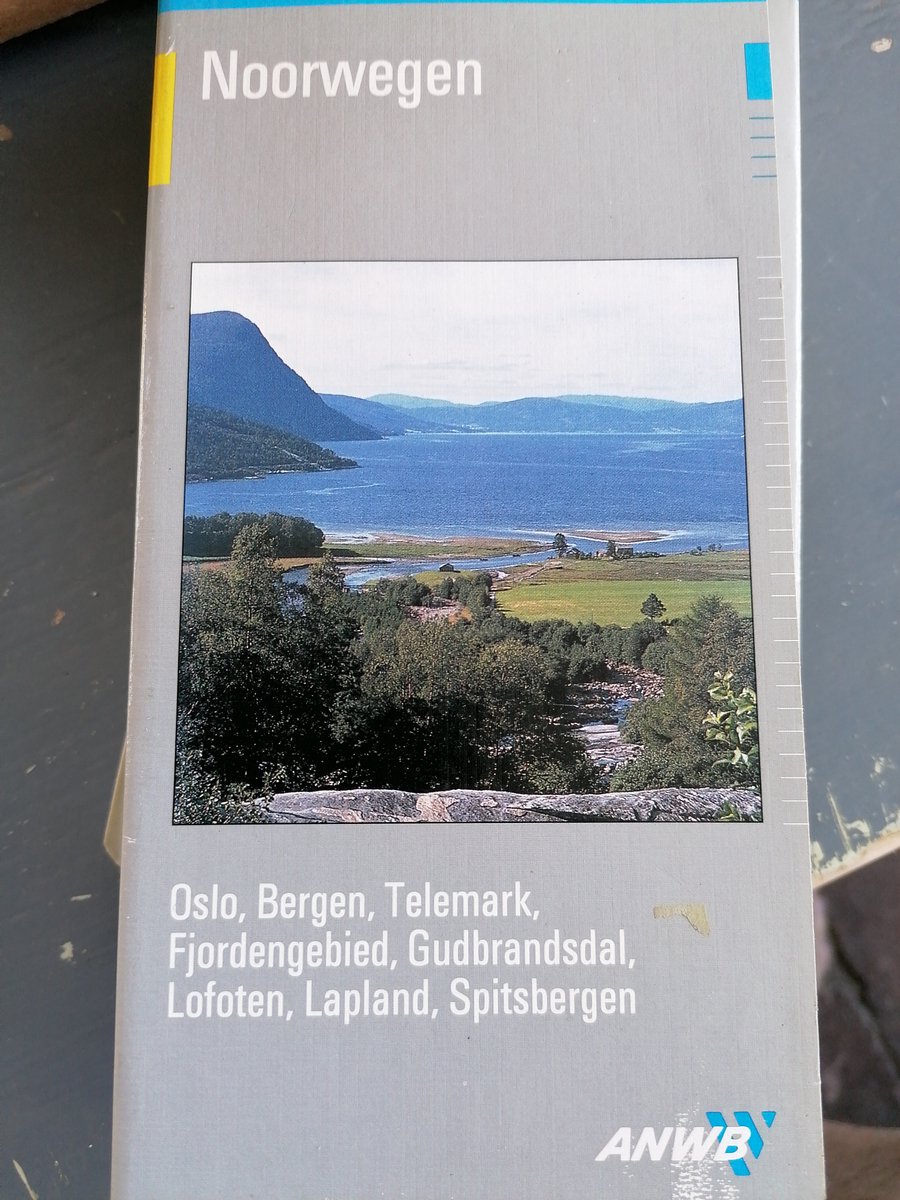 Noorwegen
Oslo, Bergen, Telemark,
Fjordengebied, Gudbrandsdal,
Lofoten, Lapland, Spitsbergen
ANWB